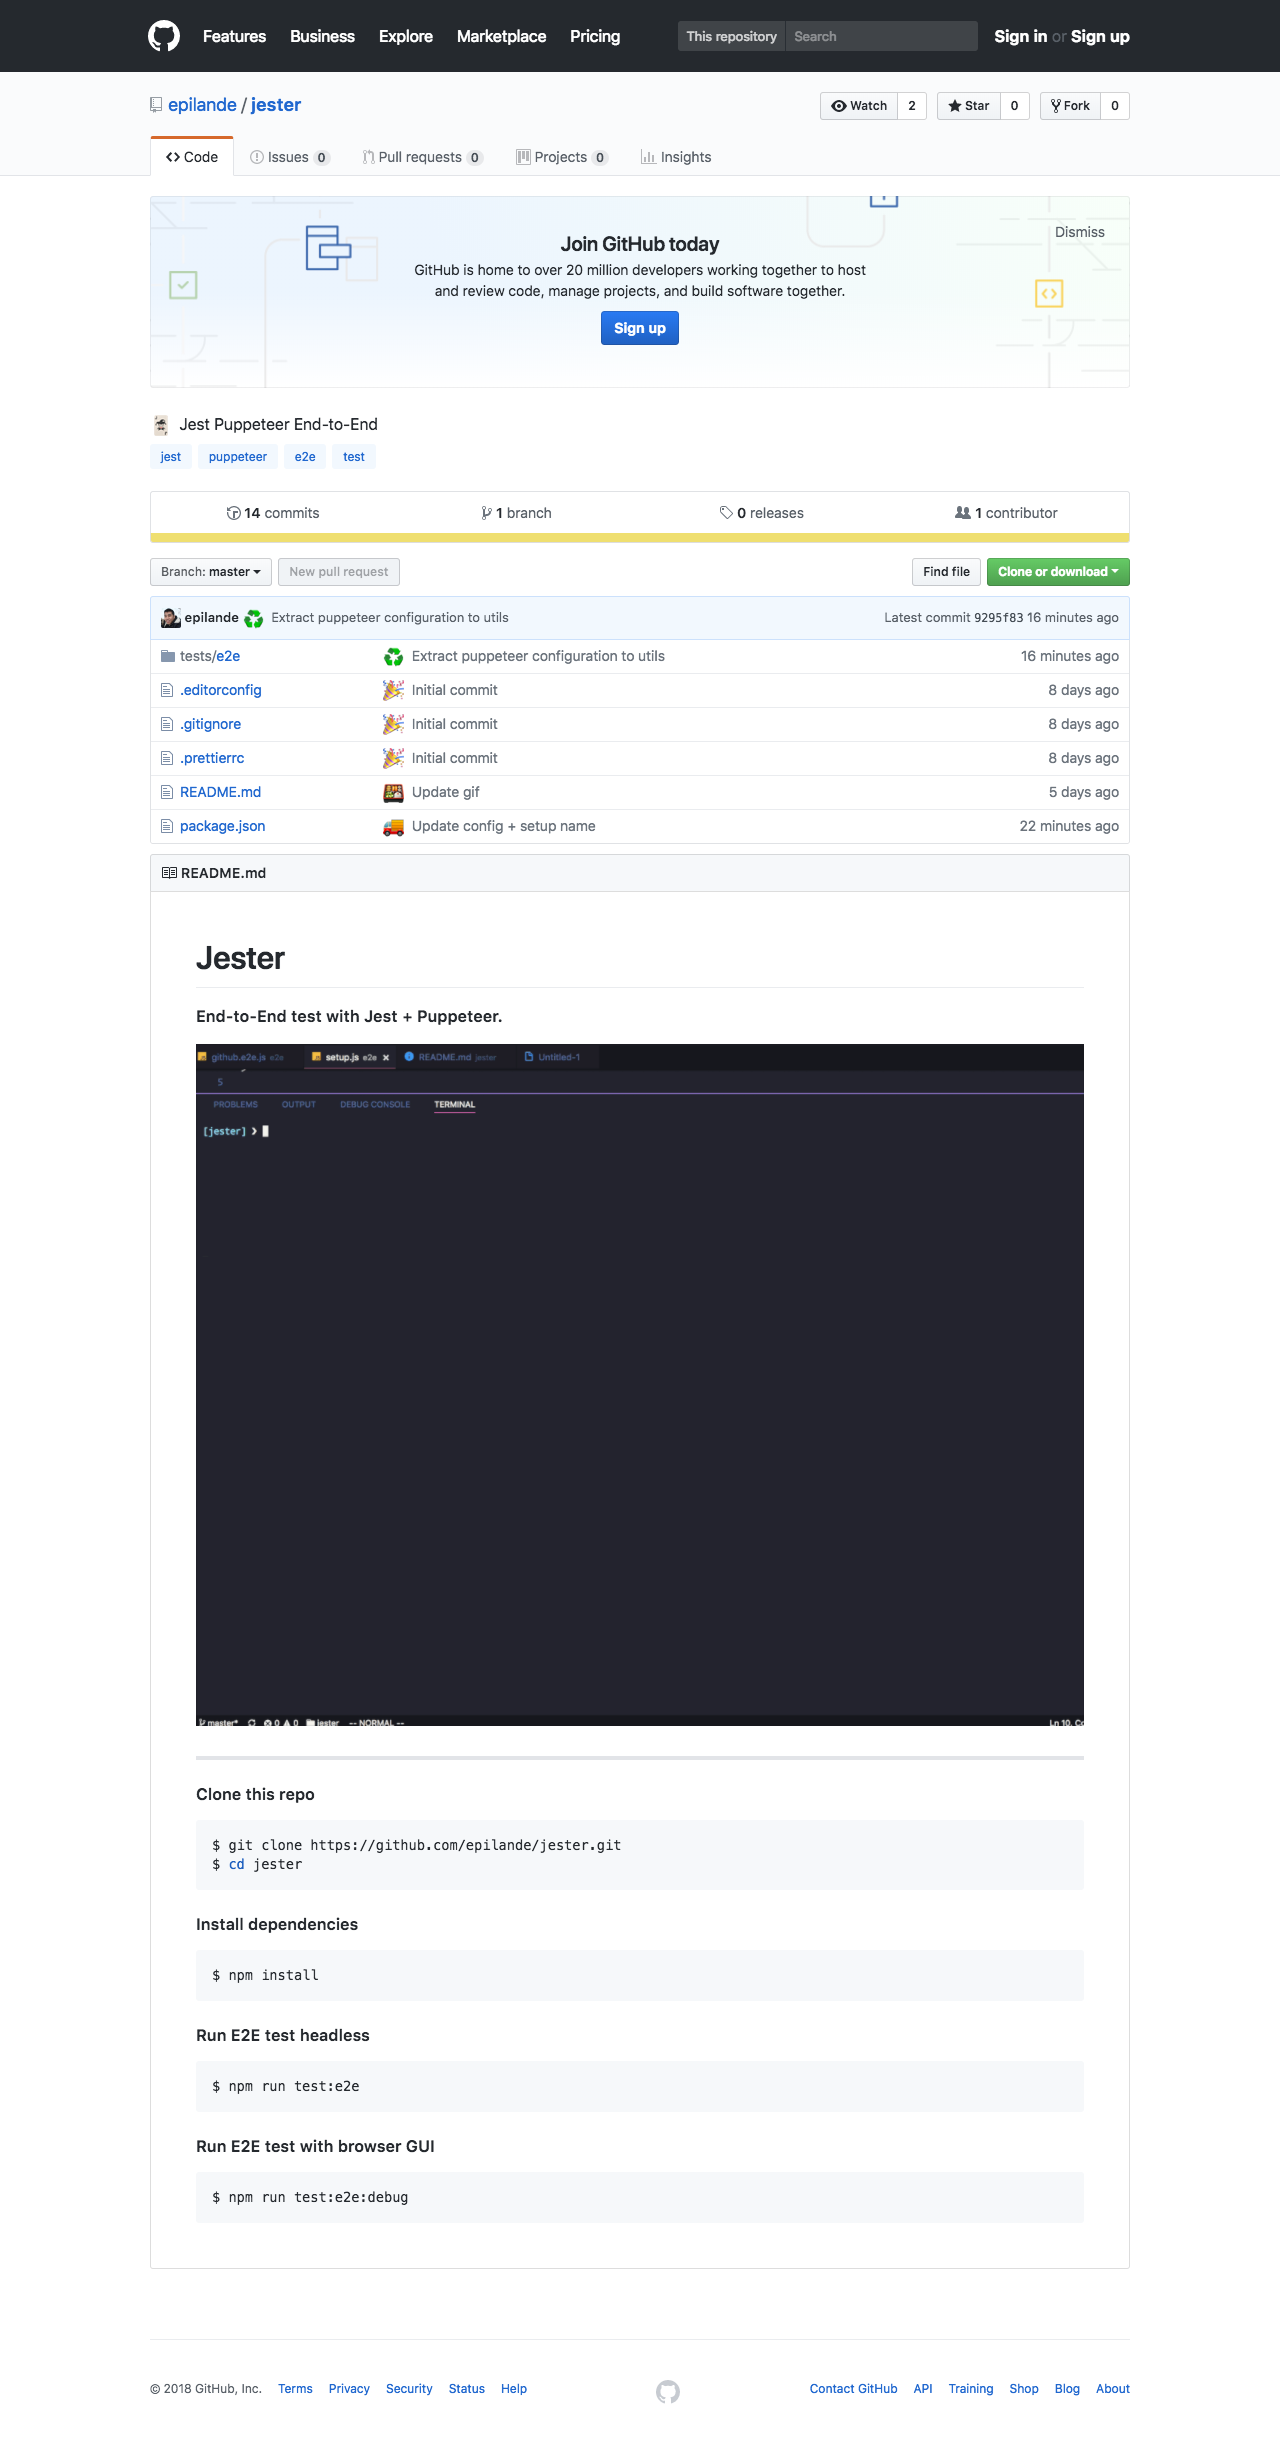 Features Business Explore Marketplace Pricing This repository Search Sign in or Sign up
epilande / jester Watch 2 Star 0 Fork 0
Code Issues 0 Pull requests 0 Projects 0 Insights
Dismiss
Join GitHub today
GitHub is home to over 20 million developers working together to host
and review code, manage projects, and build software together.
Sign up
Jest Puppeteer End-to-End
jest puppeteer e2e test
14 commits 1 branch 0 releases 1 contributor
Branch: master New pull request Find file Clone or download
epilande Extract puppeteer configuration to utils Latest commit 9295f83 16 minutes ago
tests/e2e Extract puppeteer configuration to utils 16 minutes ago
.editorconfig Initial commit 8 days ago
.gitignore Initial commit 8 days ago
.prettierrc Initial commit 8 days ago
README.md Update gif 5 days ago
package.json Update config + setup name 22 minutes ago
README.md
Jester
End-to-End test with Jest + Puppeteer.
github.e2e.js e2e setup.js e2e × README.md jester Untitled-1
5
PROBLEMS OUTPUT DEBUG CONSOLE TERMINAL
[jester] ❯
master* 0 0 jester -- NORMAL -- Ln 10, Co
Clone this repo
$ git clone https://github.com/epilande/jester.git
$ cd jester
Install dependencies
$ npm install
Run E2E test headless
$ npm run test:e2e
Run E2E test with browser GUI
$ npm run test:e2e:debug
© 2018 GitHub, Inc. Terms Privacy Security Status Help Contact GitHub API Training Shop Blog About